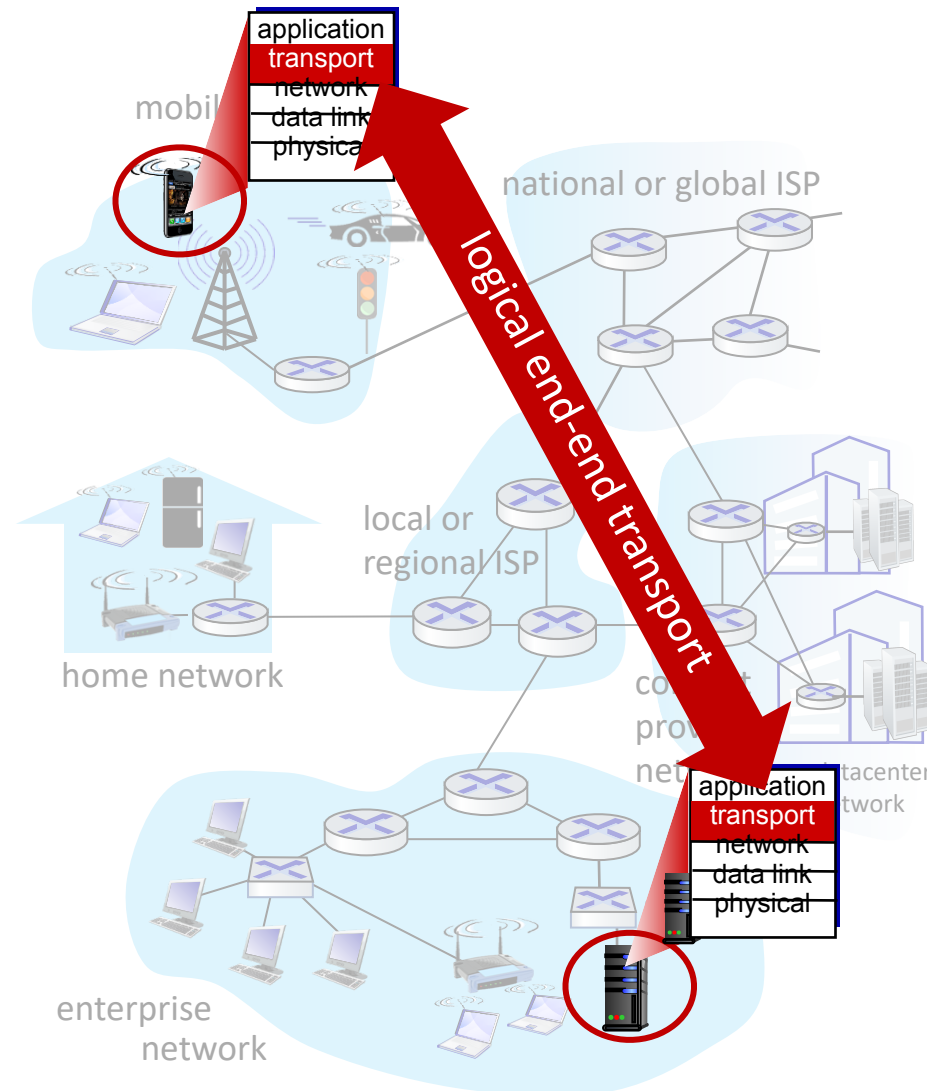 application
transport
network
data link
physical
national or global ISP
logical end-end transport
local or
regional ISP
home network
application
transport
network
data link
physical
enterprise
network